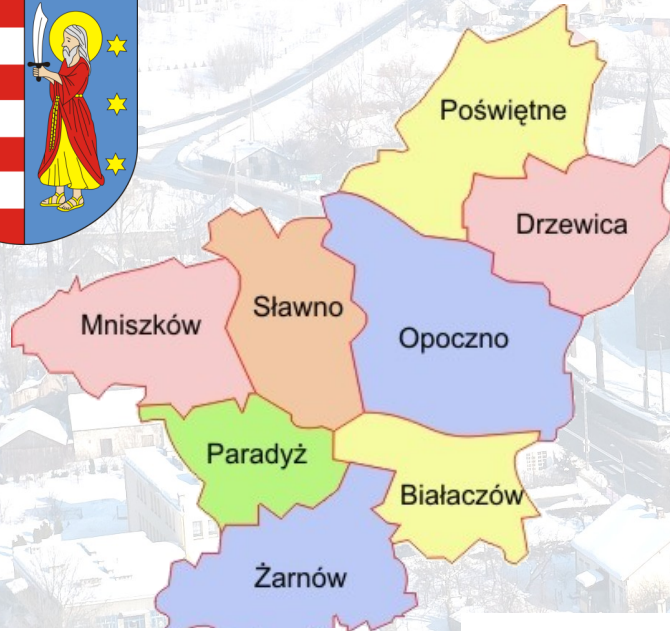 Poświętne
Drzewica
Sławno
Mniszków
Opoczno
Paradyż
Białaczów
Żarnów